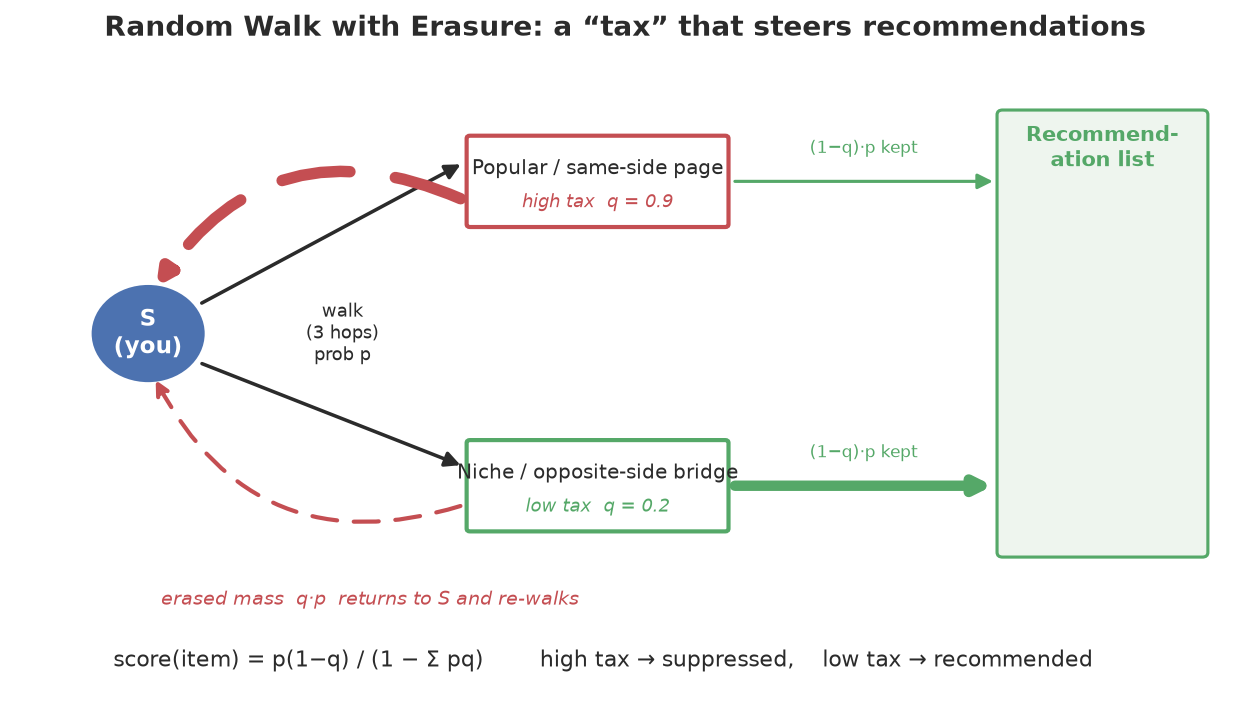 Random Walk with Erasure: a “tax” that steers recommendations
Recommend-
ation list
(1−q)·p kept
Popular / same-side page
high tax  q = 0.9
S
(you)
walk
(3 hops)
prob p
(1−q)·p kept
Niche / opposite-side bridge
low tax  q = 0.2
erased mass  q·p  returns to S and re-walks
score(item) = p(1−q) / (1 − Σ pq)        high tax → suppressed,    low tax → recommended